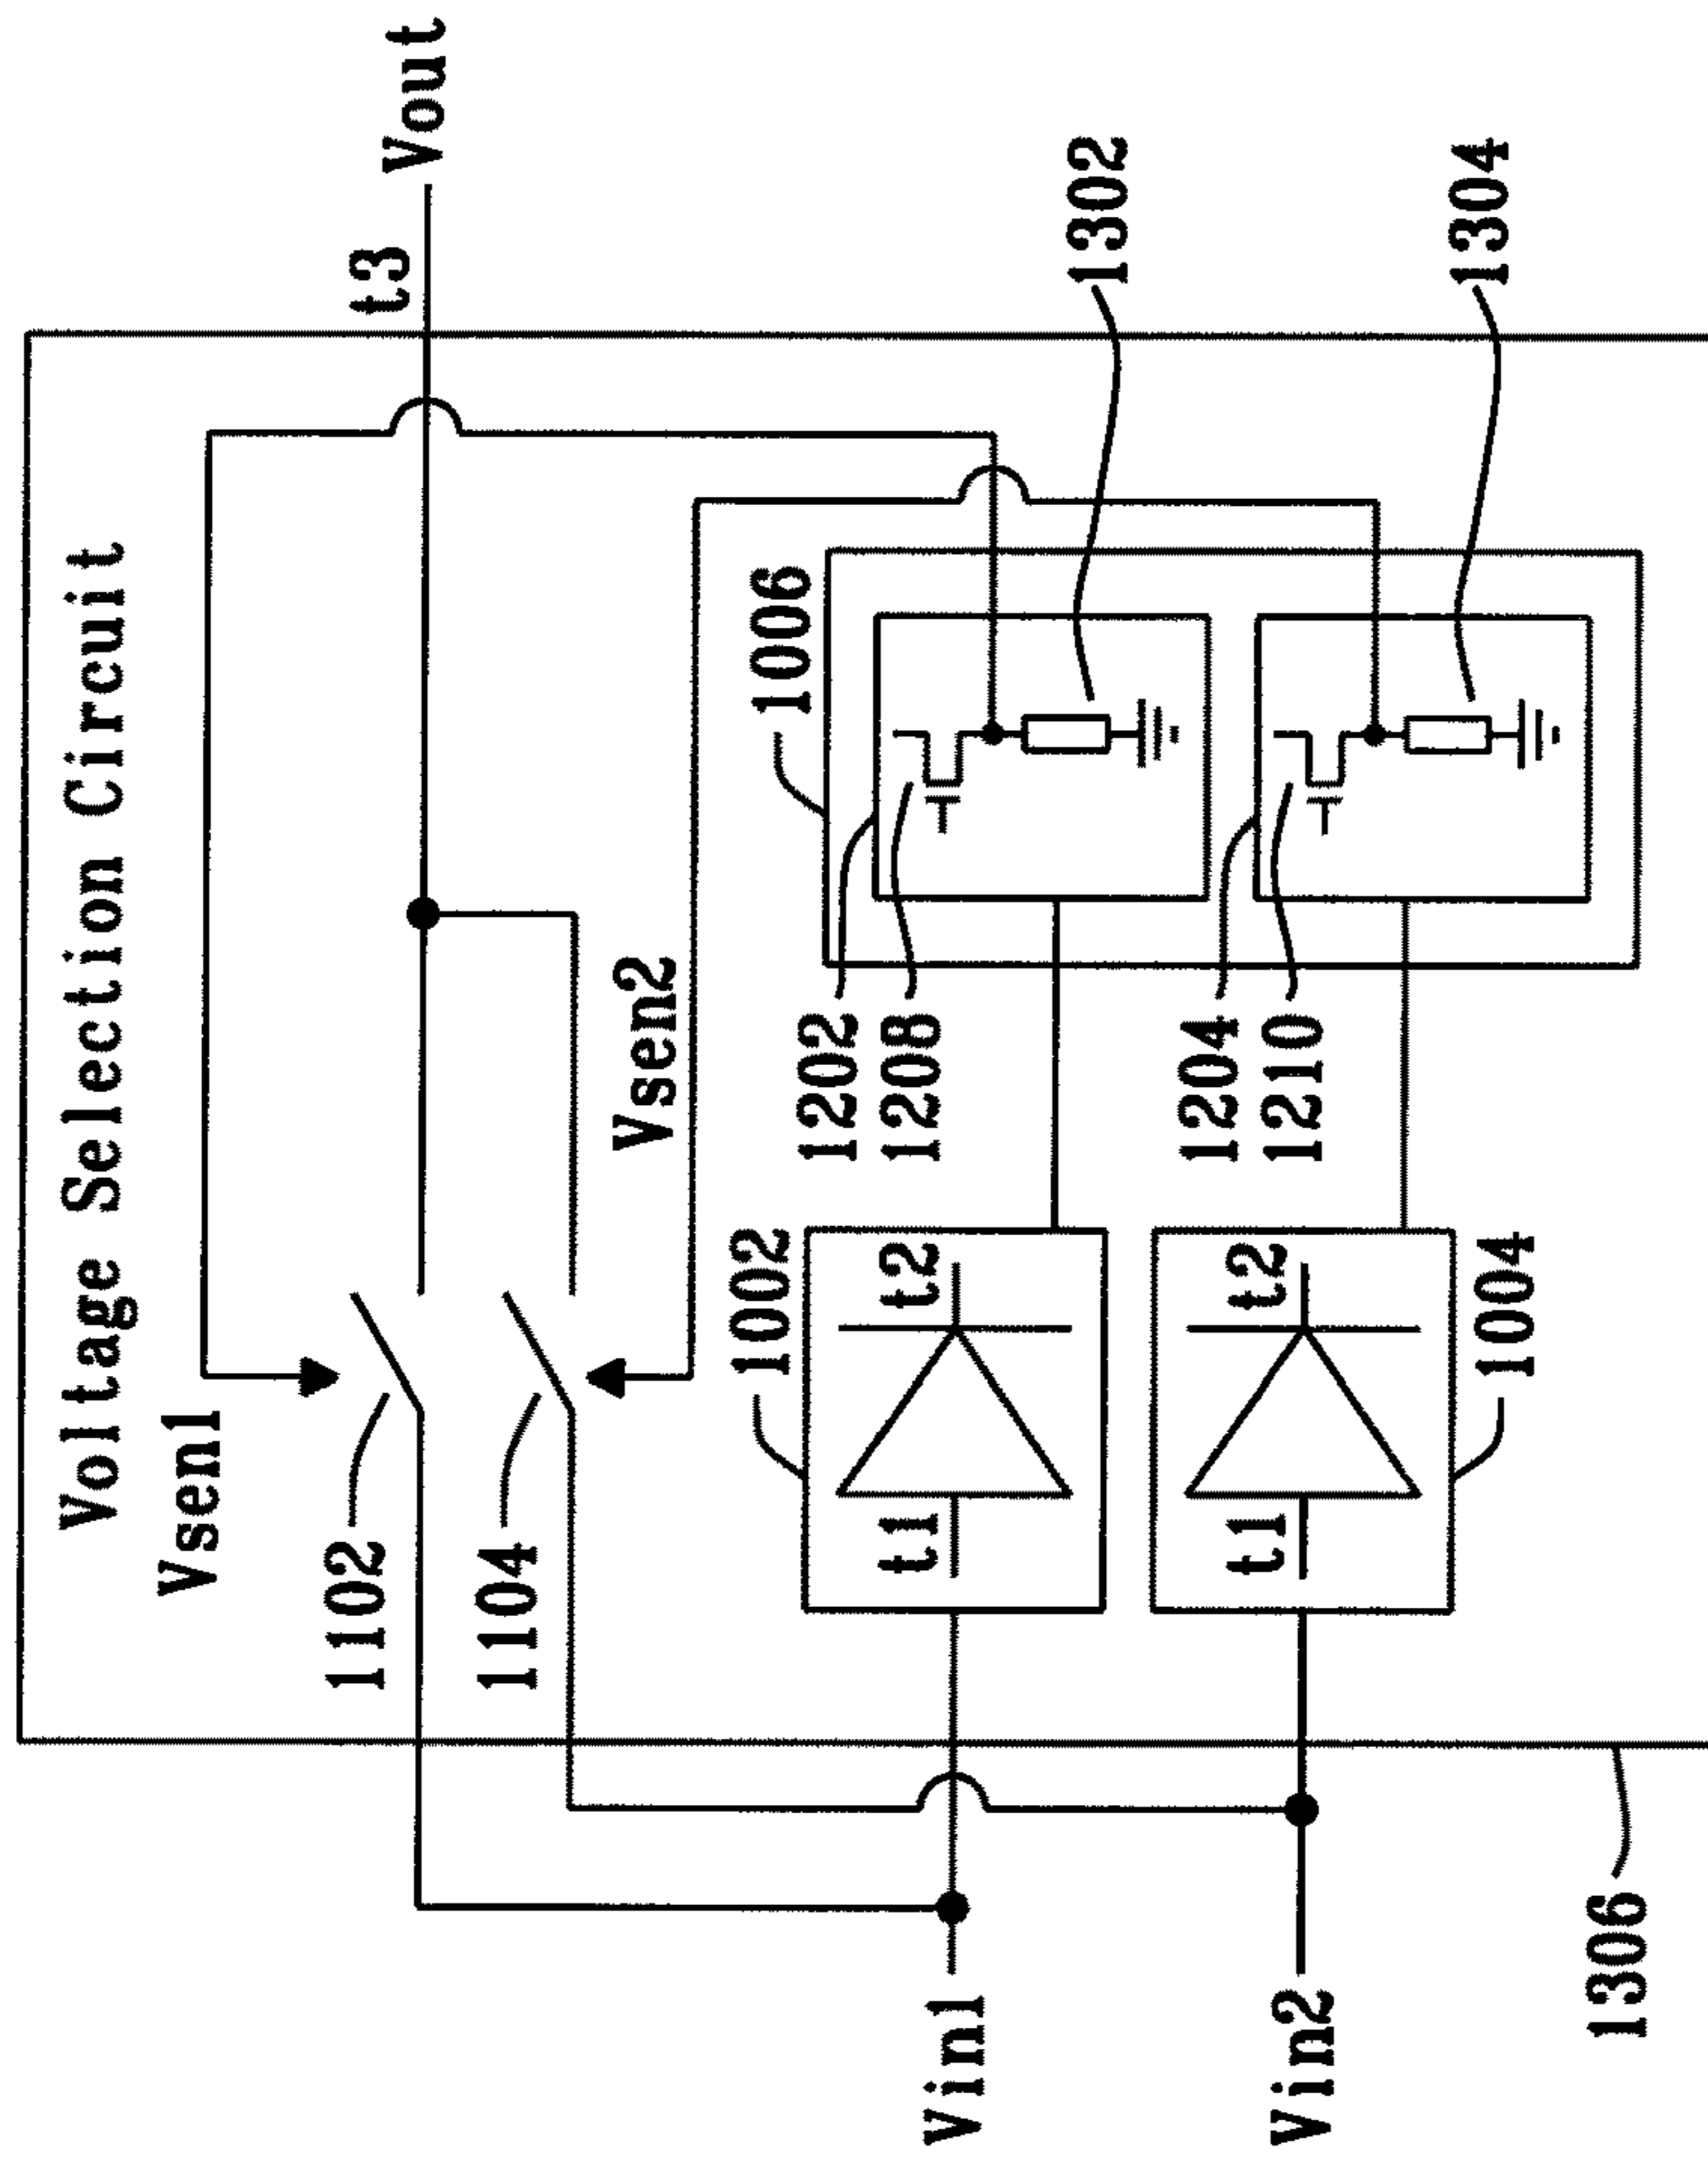 Voltage Selection Circuit
Vsen1
t3
Vout
1102
1104
Vsen2
1002
1006
t1
t2
1202
1208
1302
Vin1
t1
t2
1204
1210
1304
Vin2
1004
1306